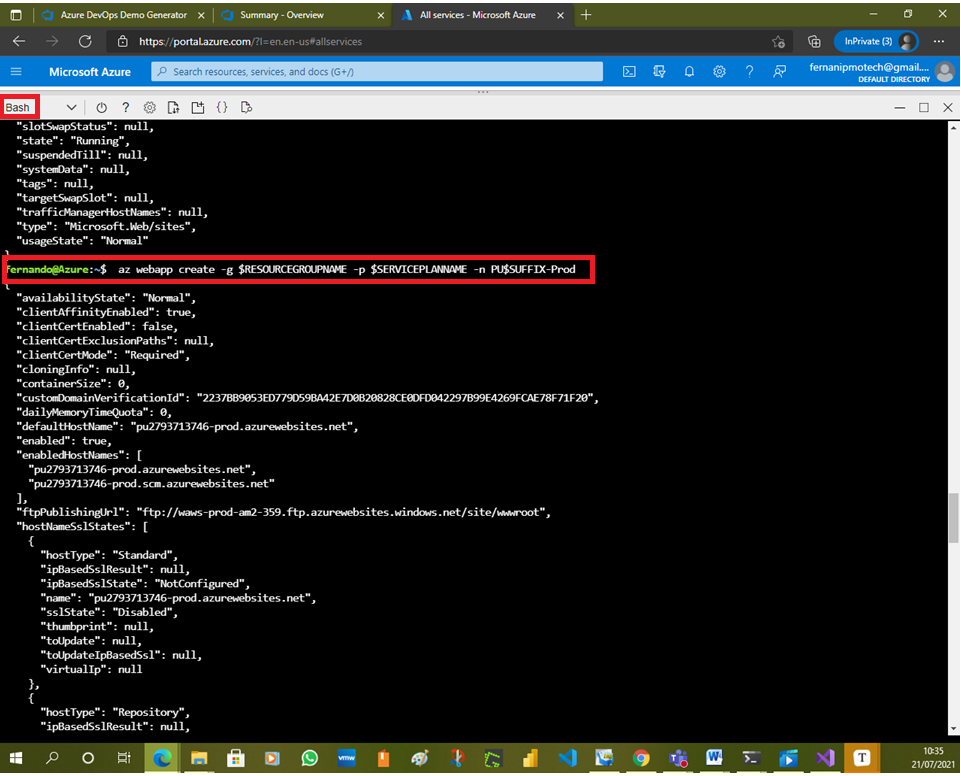 Azure DevOps Demo Generator
Summary - Overview
All services - Microsoft Azure
https://portal.azure.com/?l=en.en-us#allservices
InPrivate (3)
Microsoft Azure
Search resources, services, and docs (G+/)
fernanipmotech@gmail....
DEFAULT DIRECTORY
Bash
"slotSwapStatus": null,
"state": "Running",
"suspendedTill": null,
"systemData": null,
"tags": null,
"targetSwapSlot": null,
"trafficManagerHostNames": null,
"type": "Microsoft.Web/sites",
"usageState": "Normal"
}
fernando@Azure:~$ az webapp create -g $RESOURCEGROUPNAME -p $SERVICEPLANNAME -n PU$SUFFIX-Prod
{
"availabilityState": "Normal",
"clientAffinityEnabled": true,
"clientCertEnabled": false,
"clientCertExclusionPaths": null,
"clientCertMode": "Required",
"cloningInfo": null,
"containerSize": 0,
"customDomainVerificationId": "2237BB9053ED779D59BA42E7D0B20828CE0DFD042297B99E4269FCAE78F71F20",
"dailyMemoryTimeQuota": 0,
"defaultHostName": "pu2793713746-prod.azurewebsites.net",
"enabled": true,
"enabledHostNames": [
"pu2793713746-prod.azurewebsites.net",
"pu2793713746-prod.scm.azurewebsites.net"
],
"ftpPublishingUrl": "ftp://waws-prod-am2-359.ftp.azurewebsites.windows.net/site/wwwroot",
"hostNameSslStates": [
{
"hostType": "Standard",
"ipBasedSslResult": null,
"ipBasedSslState": "NotConfigured",
"name": "pu2793713746-prod.azurewebsites.net",
"sslState": "Disabled",
"thumbprint": null,
"toUpdate": null,
"toUpdateIpBasedSsl": null,
"virtualIp": null
},
{
"hostType": "Repository",
"ipBasedSslResult": null,
vmw
T
10:35
21/07/2021